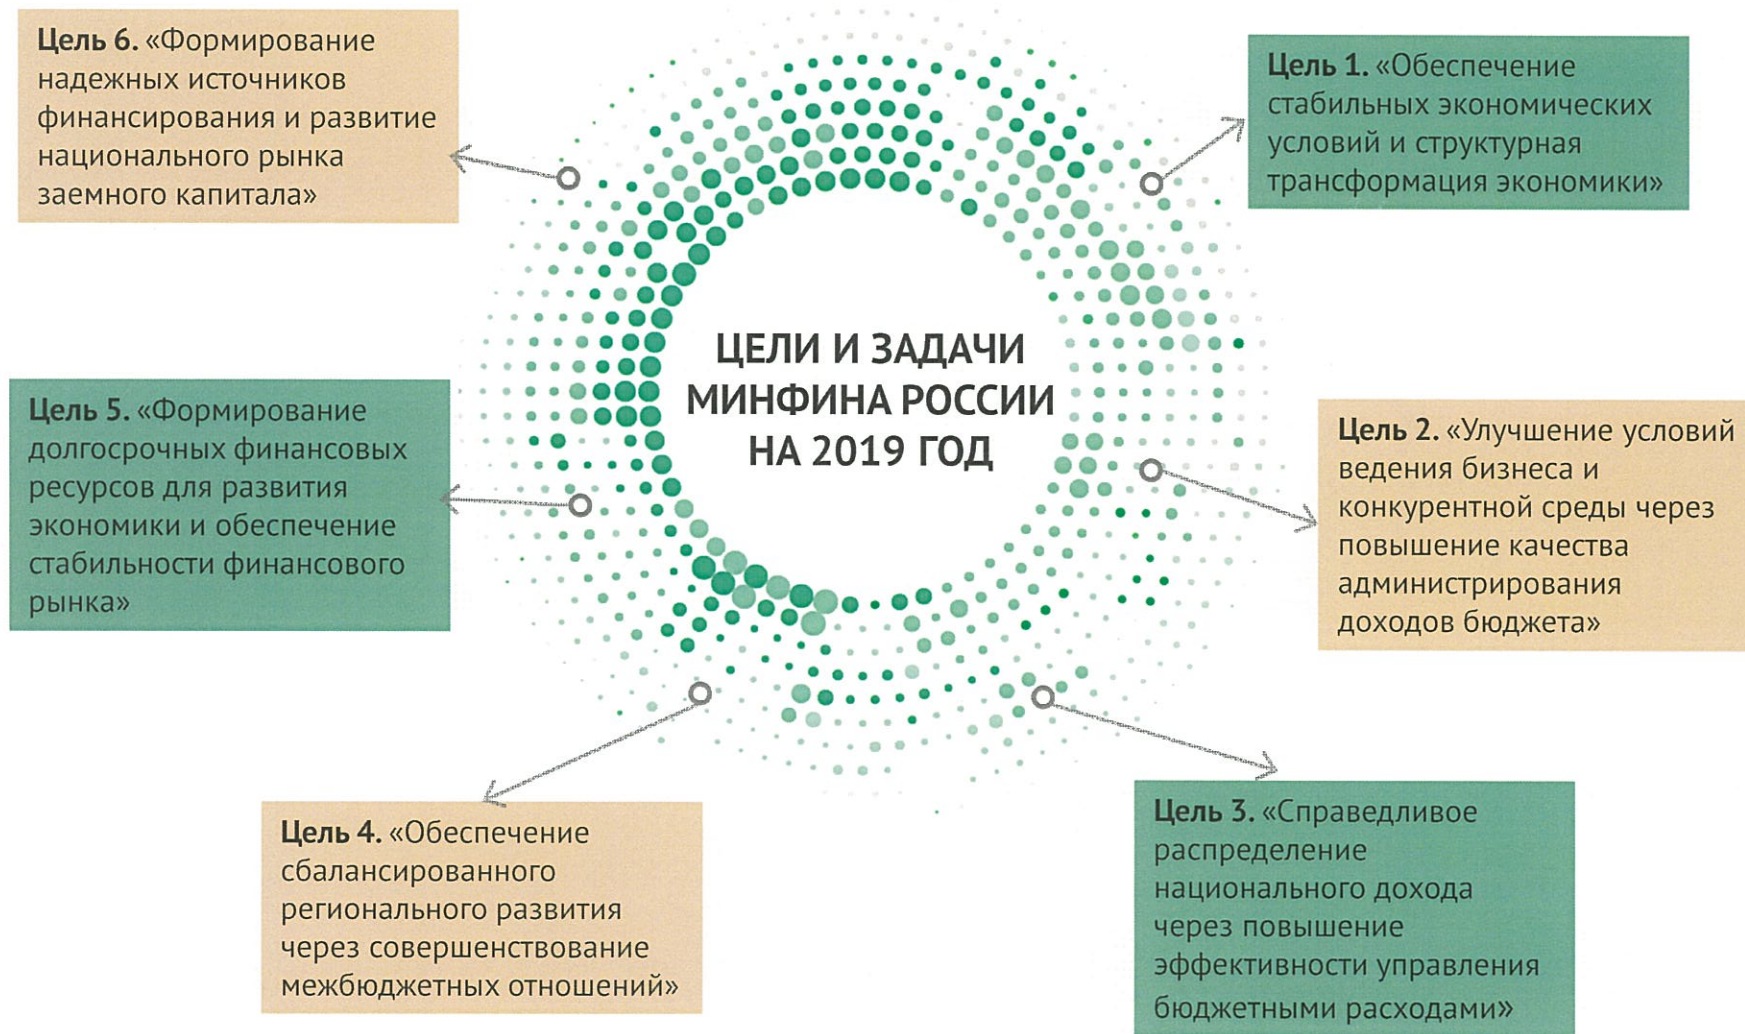 Цель 6. «Формирование
надежных источников
финансирования и развитие
национального рынка
заемного капитала»
Цель 1. «Обеспечение
стабильных экономических
условий и структурная
трансформация экономики»
ЦЕЛИ И ЗАДАЧИ
МИНФИНА РОССИИ
НА 2019 ГОД
Цель 5. «Формирование
долгосрочных финансовых
ресурсов для развития
экономики и обеспечение
стабильности финансового
рынка»
Цель 2. «Улучшение условий
ведения бизнеса и
конкурентной среды через
повышение качества
администрирования
доходов бюджета»
Цель 4. «Обеспечение
сбалансированного
регионального развития
через совершенствование
межбюджетных отношений»
Цель 3. «Справедливое
распределение
национального дохода
через повышение
эффективности управления
бюджетными расходами»